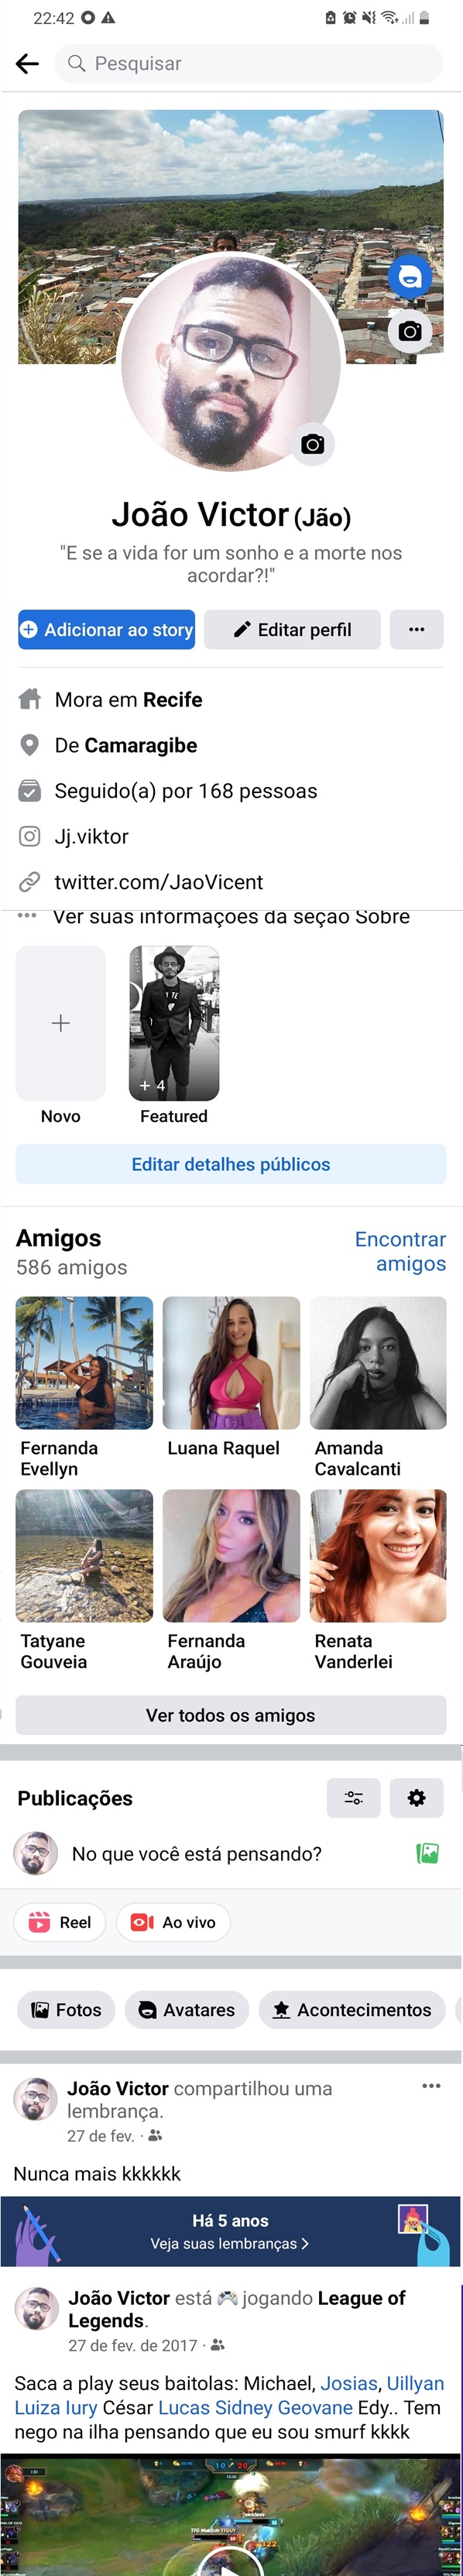 22:42
Pesquisar
João Victor (Jão)
"E se a vida for um sonho e a morte nos
acordar?!"
Adicionar ao story
Editar perfil
Mora em Recife
De Camaragibe
Seguido(a) por 168 pessoas
Jj.viktor
twitter.com/JaoVicent
Ver suas informações da seção Sobre
+ 4
Novo
Featured
Editar detalhes públicos
Amigos
586 amigos
Encontrar
amigos
Fernanda
Evellyn
Luana Raquel
Amanda
Cavalcanti
Tatyane
Gouveia
Fernanda
Araújo
Renata
Vanderlei
Ver todos os amigos
Publicações
No que você está pensando?
Reel
Ao vivo
Fotos
Avatares
Acontecimentos
João Victor compartilhou uma
lembrança.
27 de fev. ·
Nunca mais kkkkkk
Há 5 anos
Veja suas lembranças >
João Victor está 🎮 jogando League of
Legends.
27 de fev. de 2017 ·
Saca a play seus baitolas: Michael, Josias, Uillyan
Luiza Iury César Lucas Sidney Geovane Edy.. Tem
nego na ilha pensando que eu sou smurf kkkk
10
20